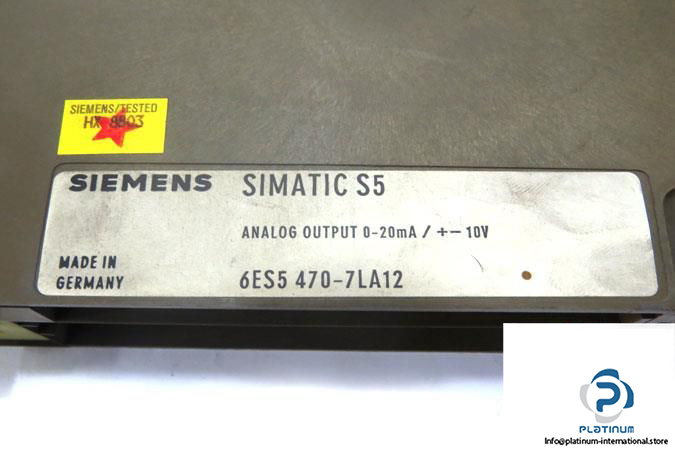 SIEMENS/TESTED
HX 8803
SIEMENS SIMATIC S5
ANALOG OUTPUT 0-20mA / +− 10V
MADE IN
GERMANY
6ES5 470-7LA12
PLATINUM
Info@platinum-international.store